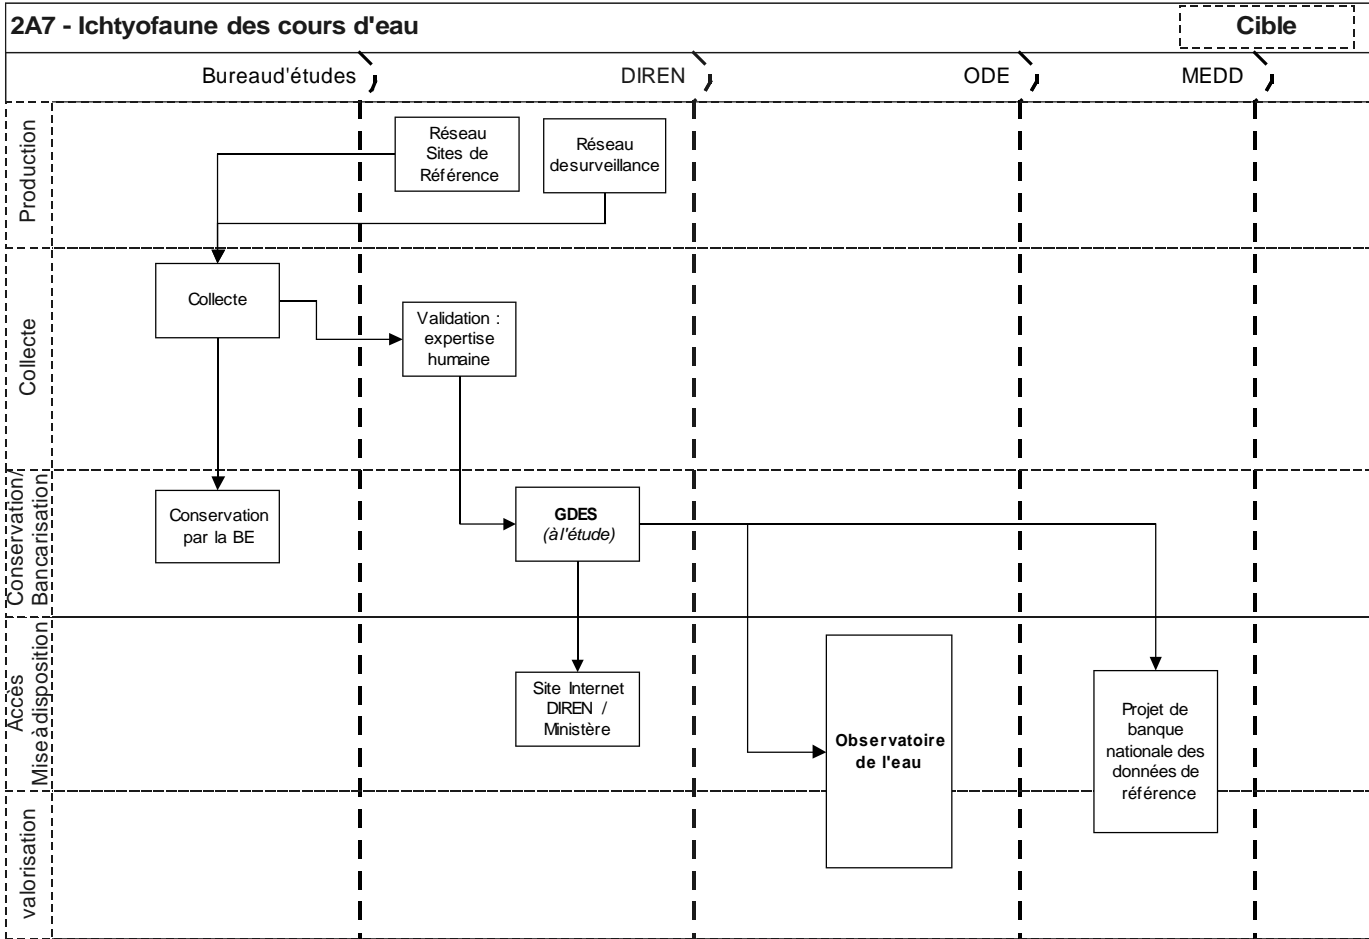 2A7 - Ichtyofaune des cours d'eau
Cible
Bureaud'études
DIREN
ODE
MEDD
Production
Réseau
Sites de
Référence
Réseau
desurveillance
Collecte
Collecte
Validation :
expertise
humaine
Conservation/
Bancarisation
Conservation
par la BE
GDES
(àl'étude)
Accès
Miseàdisposition
Site Internet
DIREN /
Ministère
Observatoire
de l'eau
Projet de
banque
nationale des
données de
référence
valorisation